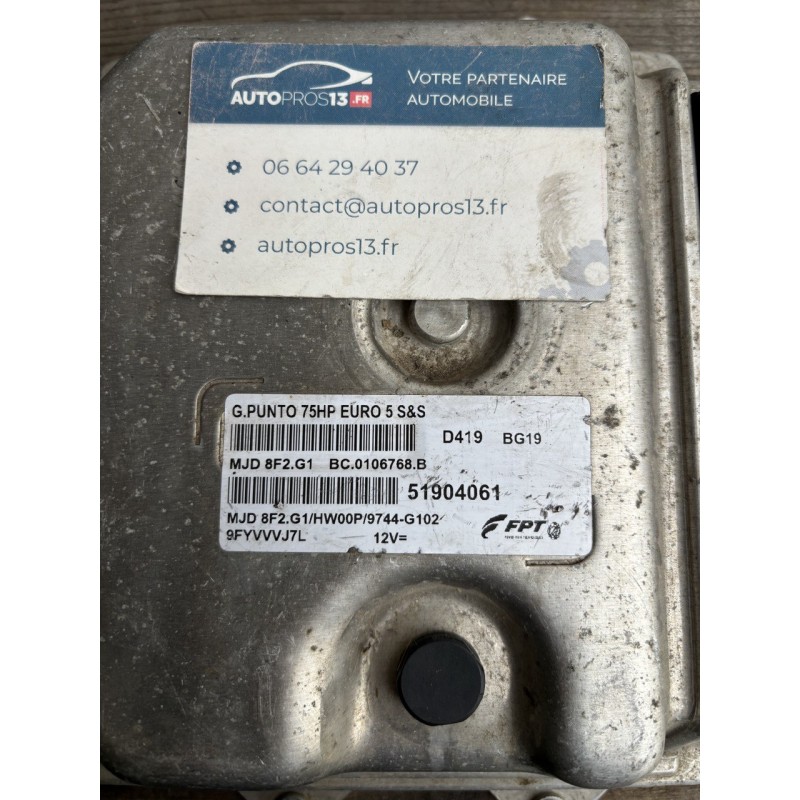 AUTOPROS13.FR
VOTRE PARTENAIRE
AUTOMOBILE
06 64 29 40 37
contact@autopros13.fr
autopros13.fr
G.PUNTO 75HP EURO 5 S&S
D419 BG19
MJD 8F2.G1 BC.0106768.B
51904061
MJD 8F2.G1/HW00P/9744-G102
9FYVVVJ7L 12V=
FPT